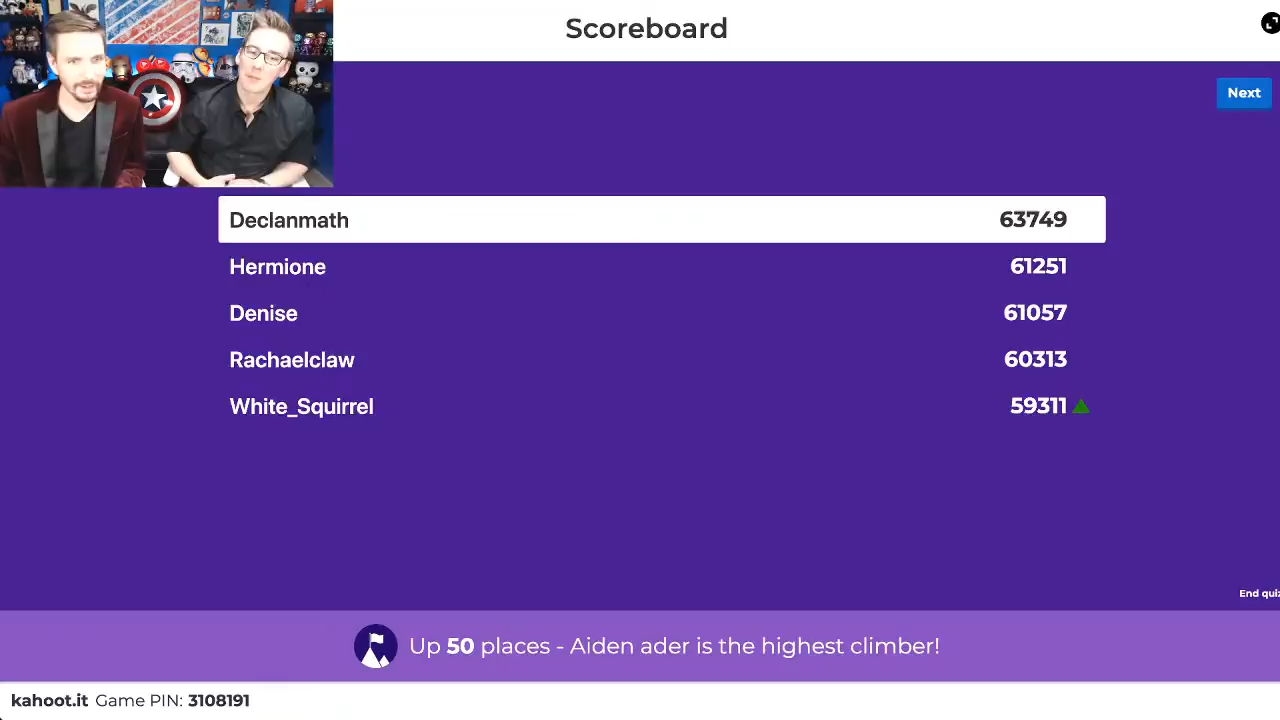 Scoreboard
Next
Declanmath 63749
Hermione 61251
Denise 61057
Rachaelclaw 60313
White_Squirrel 59311
End quiz
Up 50 places - Aiden ader is the highest climber!
kahoot.it Game PIN: 3108191